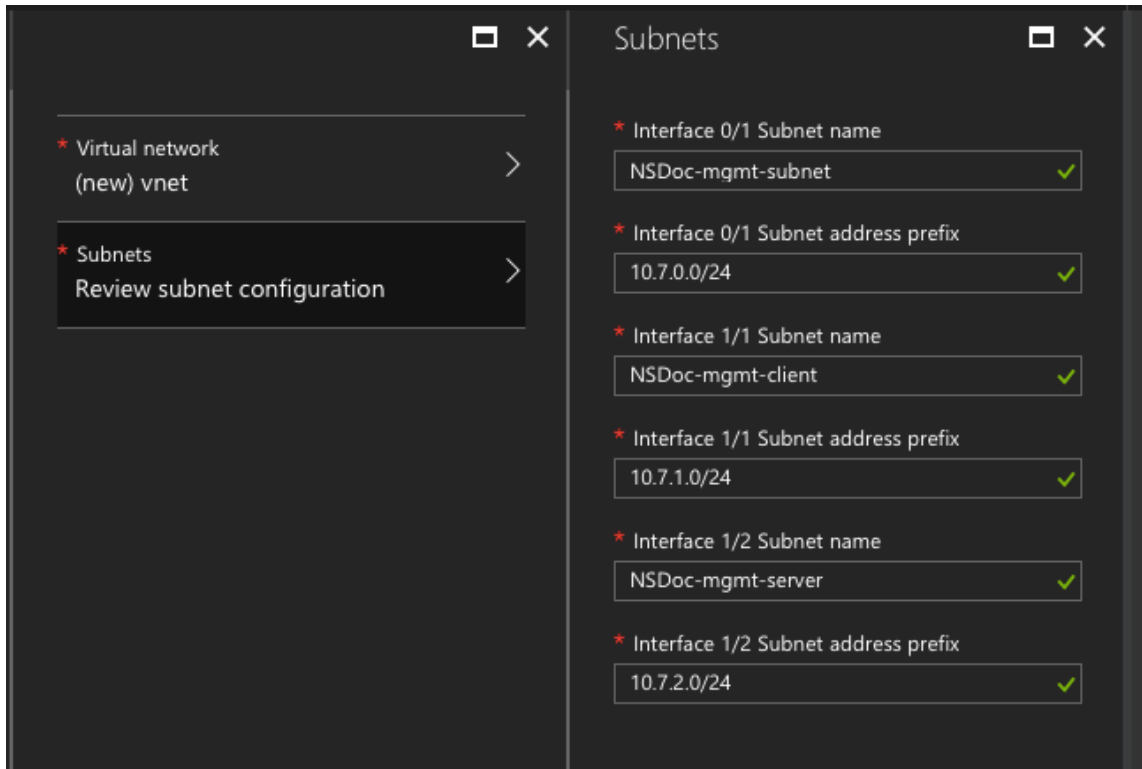 * Virtual network
(new) vnet
* Subnets
Review subnet configuration
Subnets
* Interface 0/1 Subnet name
NSDoc-mgmt-subnet
* Interface 0/1 Subnet address prefix
10.7.0.0/24
* Interface 1/1 Subnet name
NSDoc-mgmt-client
* Interface 1/1 Subnet address prefix
10.7.1.0/24
* Interface 1/2 Subnet name
NSDoc-mgmt-server
* Interface 1/2 Subnet address prefix
10.7.2.0/24